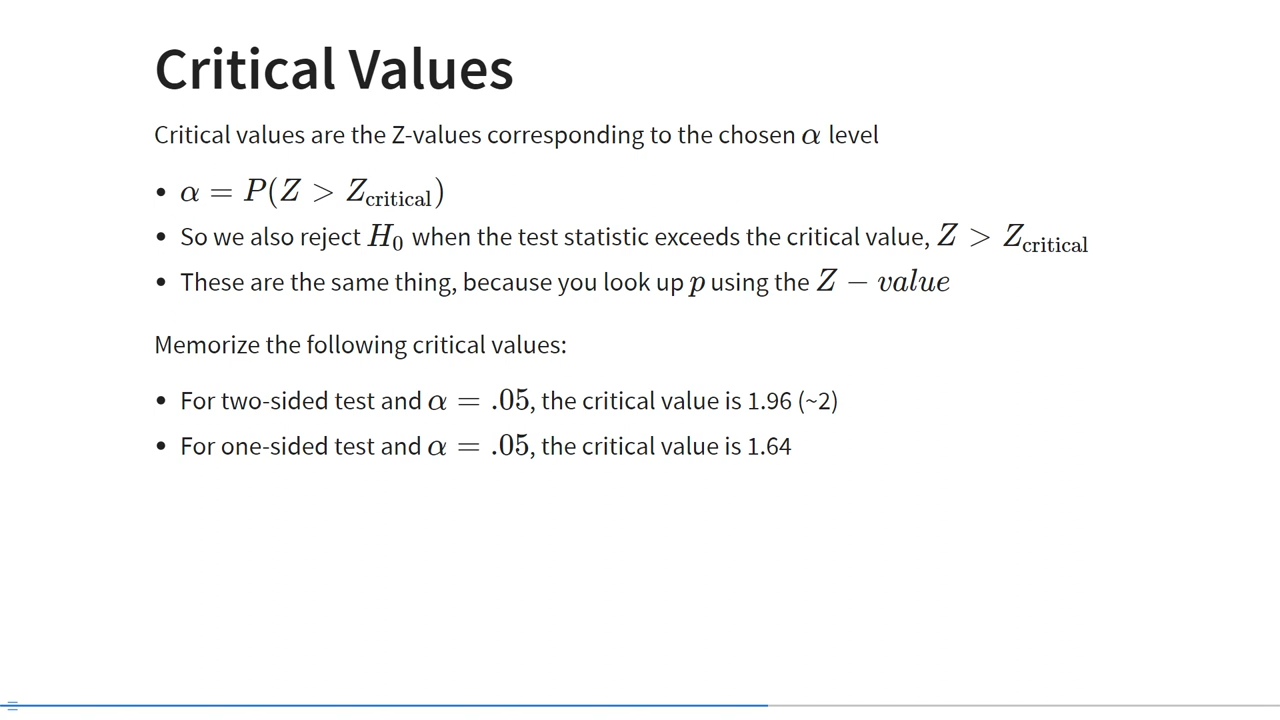 Critical Values
Critical values are the Z-values corresponding to the chosen α level
• α = P(Z > Z_critical)
• So we also reject H₀ when the test statistic exceeds the critical value, Z > Z_critical
• These are the same thing, because you look up p using the Z − value
Memorize the following critical values:
• For two-sided test and α = .05, the critical value is 1.96 (~2)
• For one-sided test and α = .05, the critical value is 1.64